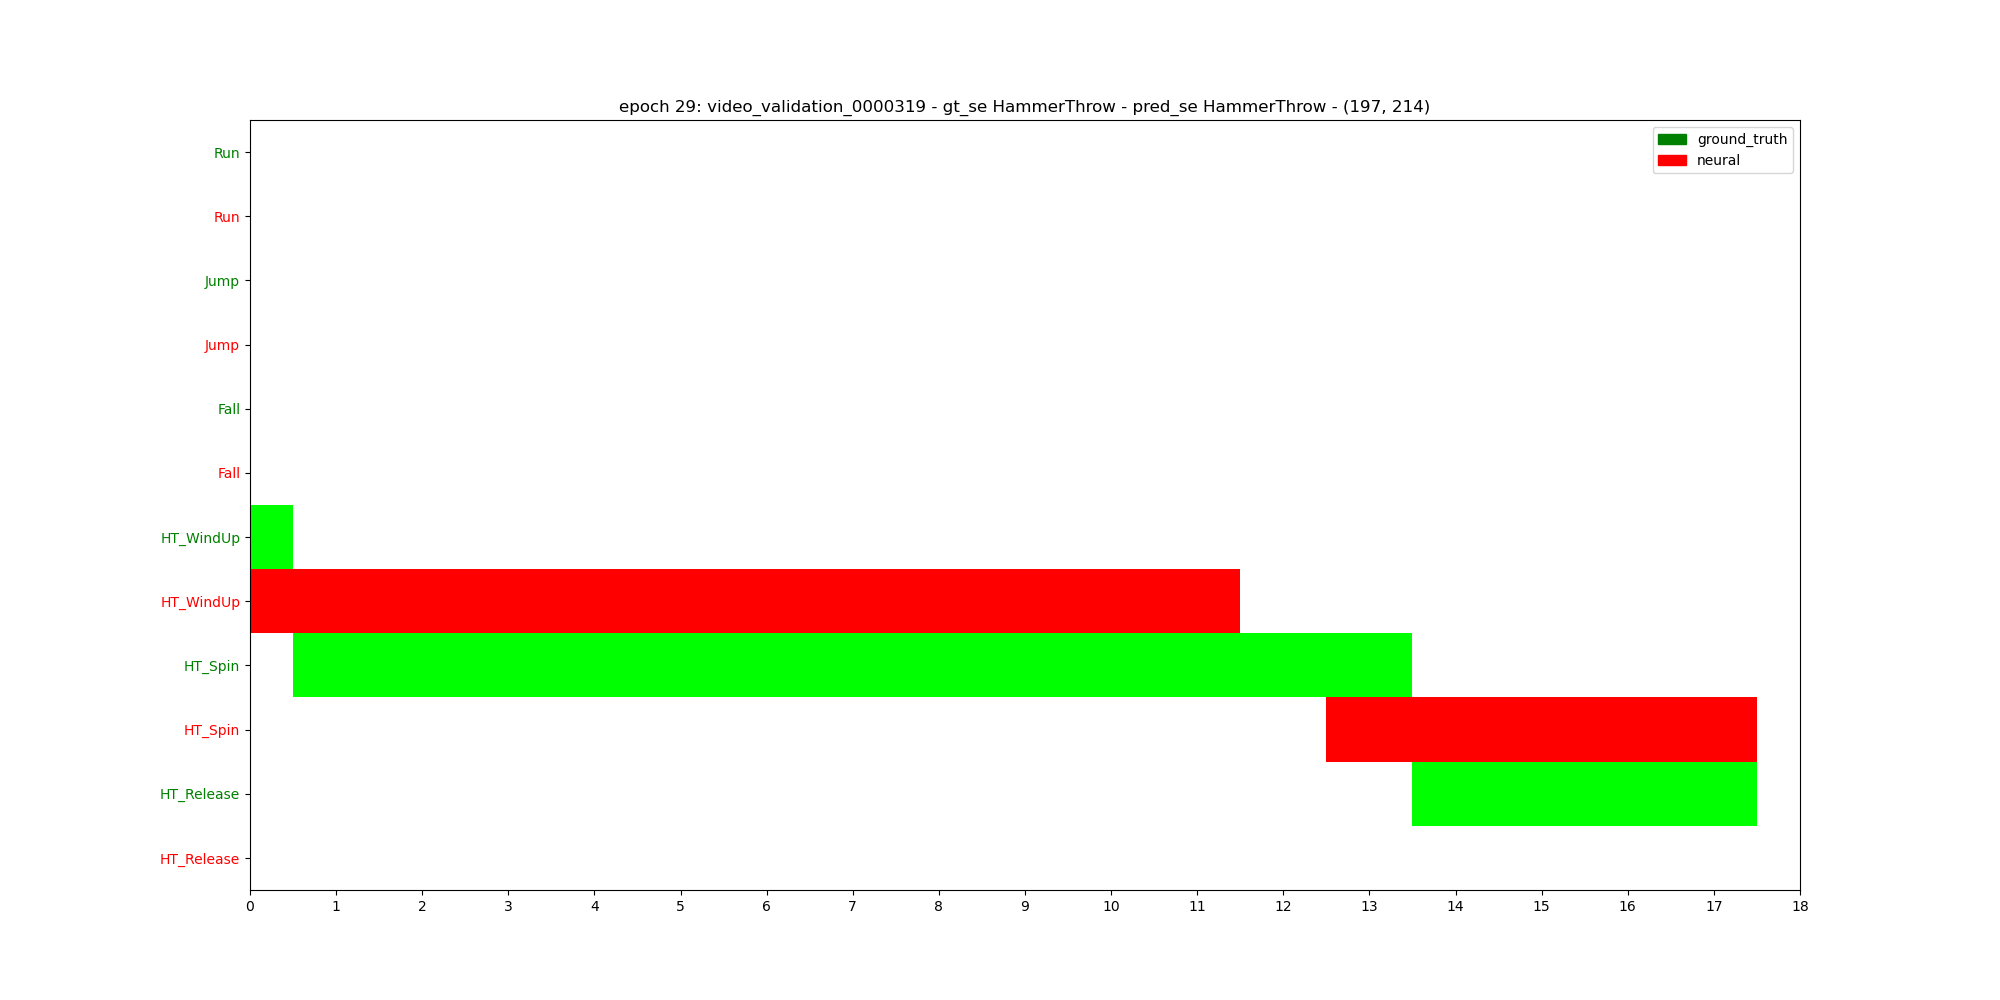 epoch 29: video_validation_0000319 - gt_se HammerThrow - pred_se HammerThrow - (197, 214)
ground_truth
neural
Run
Run
Jump
Jump
Fall
Fall
HT_WindUp
HT_WindUp
HT_Spin
HT_Spin
HT_Release
HT_Release
0 1 2 3 4 5 6 7 8 9 10 11 12 13 14 15 16 17 18